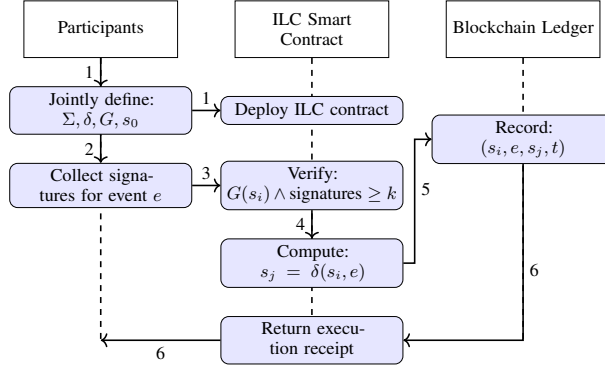 Participants
ILC Smart
Contract
Blockchain Ledger
1
Jointly define:
Σ, δ, G, s₀
1
Deploy ILC contract
Record:
(sᵢ, e, sⱼ, t)
2
Collect signa-
tures for event e
3
Verify:
G(sᵢ) ∧ signatures ≥ k
5
4
Compute:
sⱼ = δ(sᵢ, e)
6
Return execu-
tion receipt
6